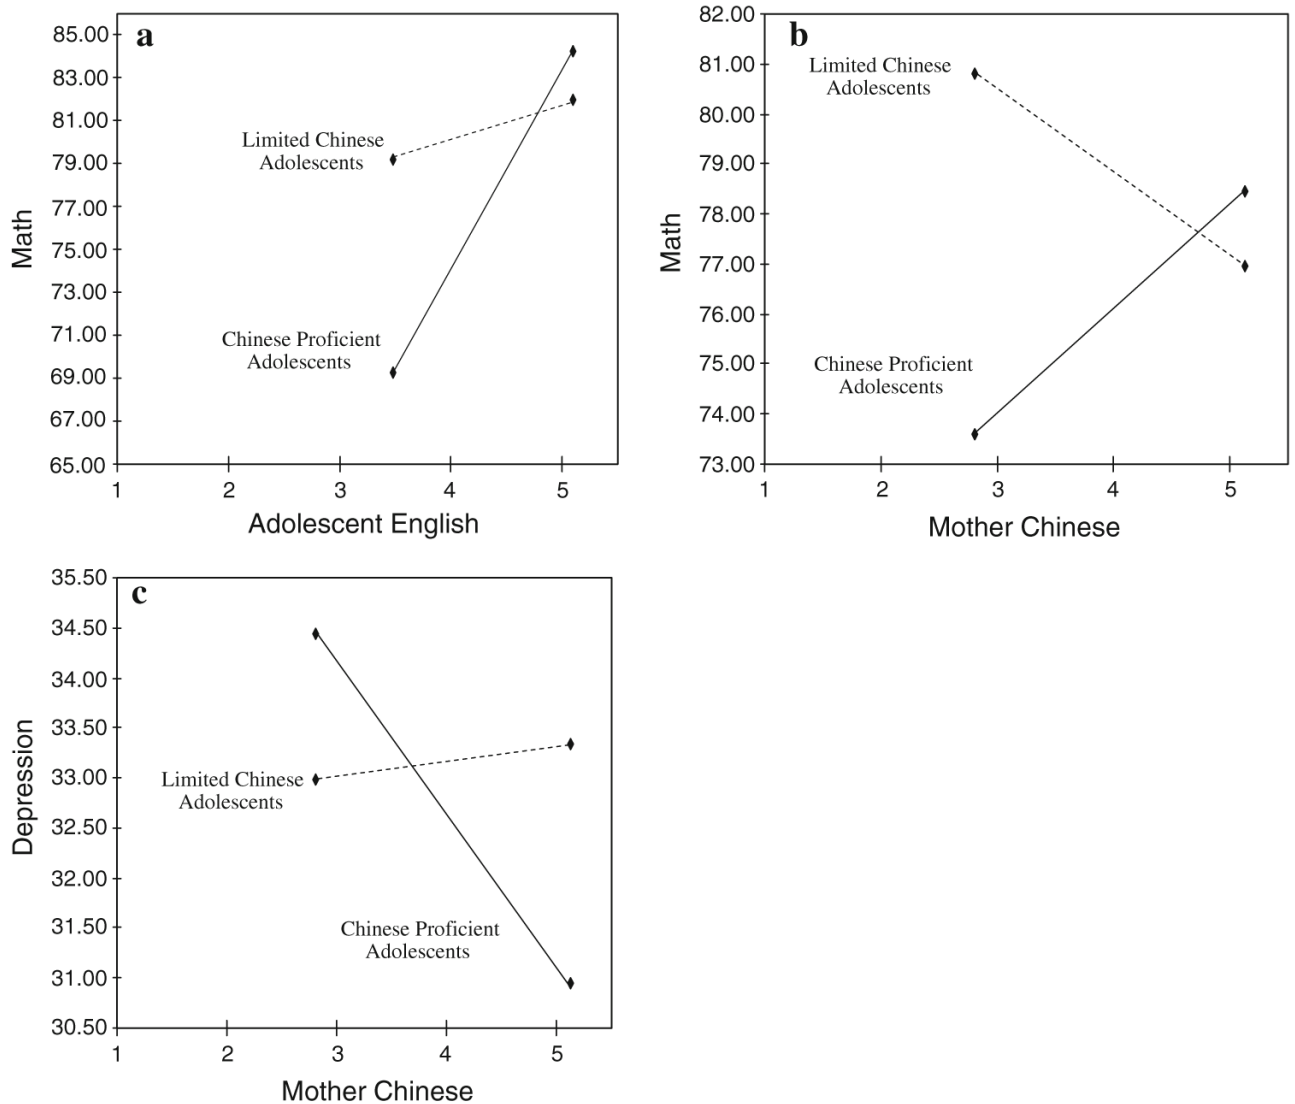 a
85.00
83.00
81.00
79.00
77.00
75.00
73.00
71.00
69.00
67.00
65.00
Math
Limited Chinese
Adolescents
Chinese Proficient
Adolescents
1 2 3 4 5
Adolescent English
b
82.00
81.00
80.00
79.00
78.00
77.00
76.00
75.00
74.00
73.00
Math
Limited Chinese
Adolescents
Chinese Proficient
Adolescents
1 2 3 4 5
Mother Chinese
c
35.50
34.50
34.00
33.50
33.00
32.50
32.00
31.50
31.00
30.50
Depression
Limited Chinese
Adolescents
Chinese Proficient
Adolescents
1 2 3 4 5
Mother Chinese